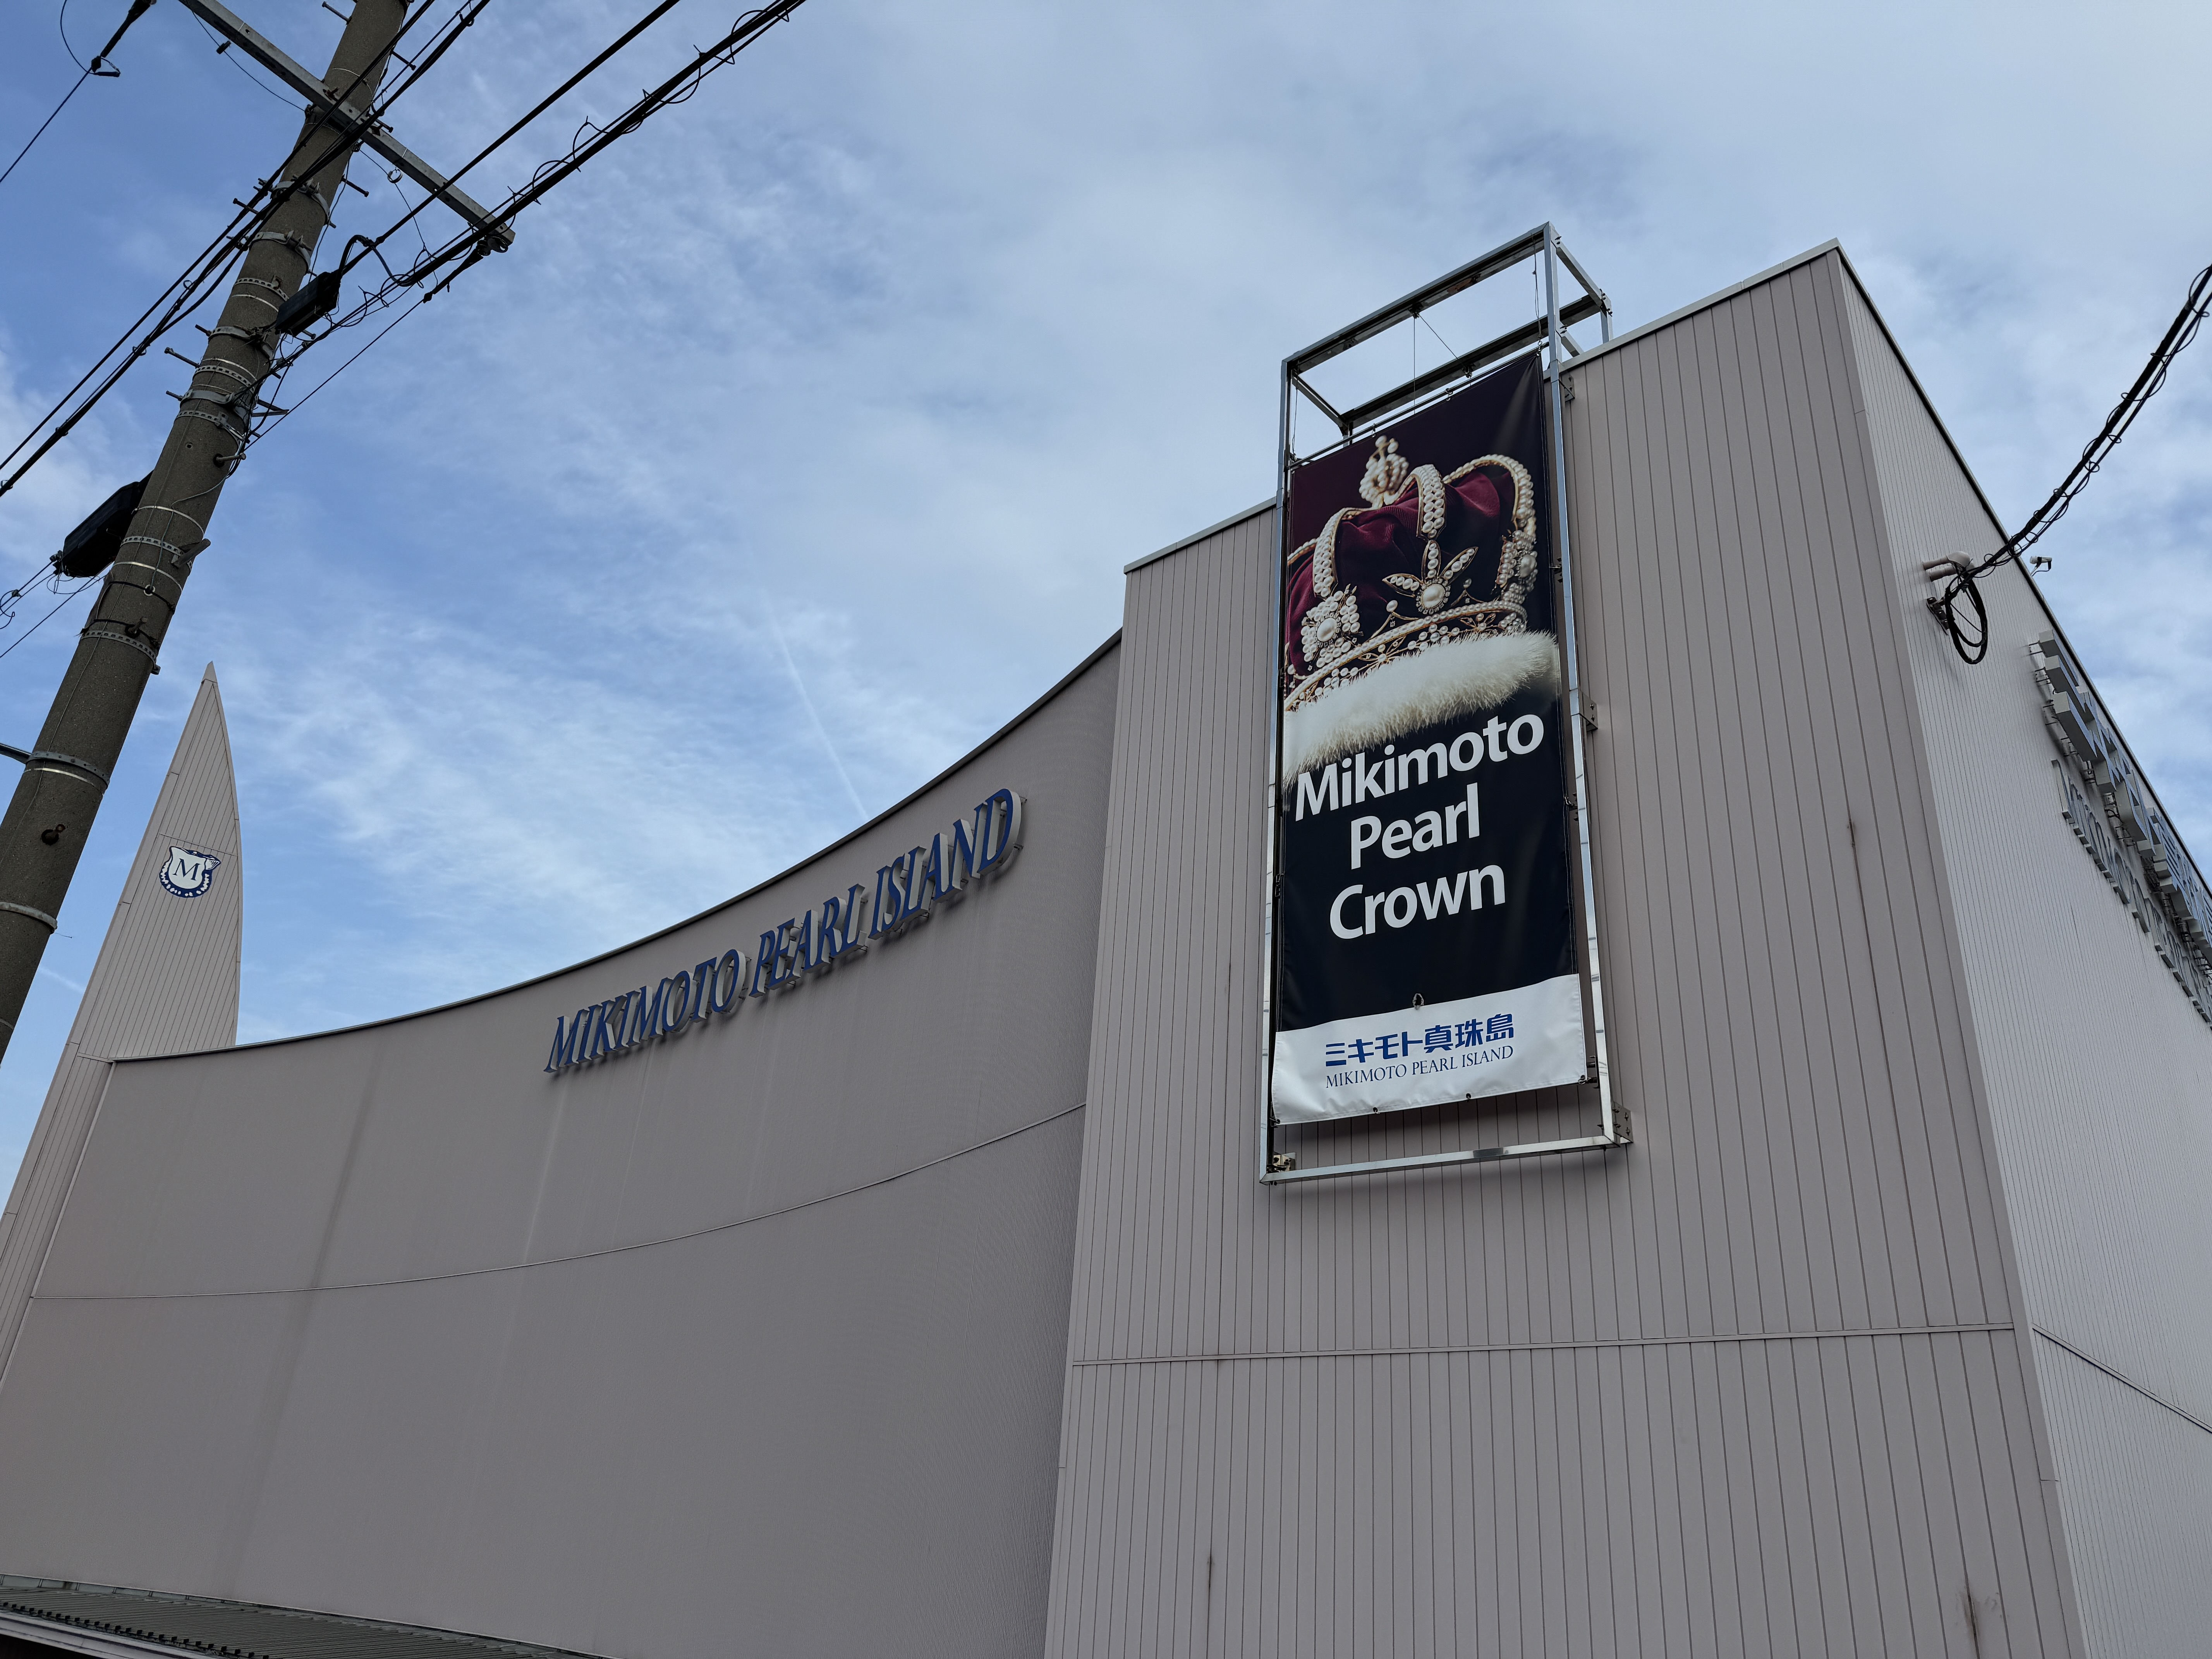 M
MIKIMOTO PEARL ISLAND
Mikimoto
Pearl
Crown
ミキモト真珠島
MIKIMOTO PEARL ISLAND